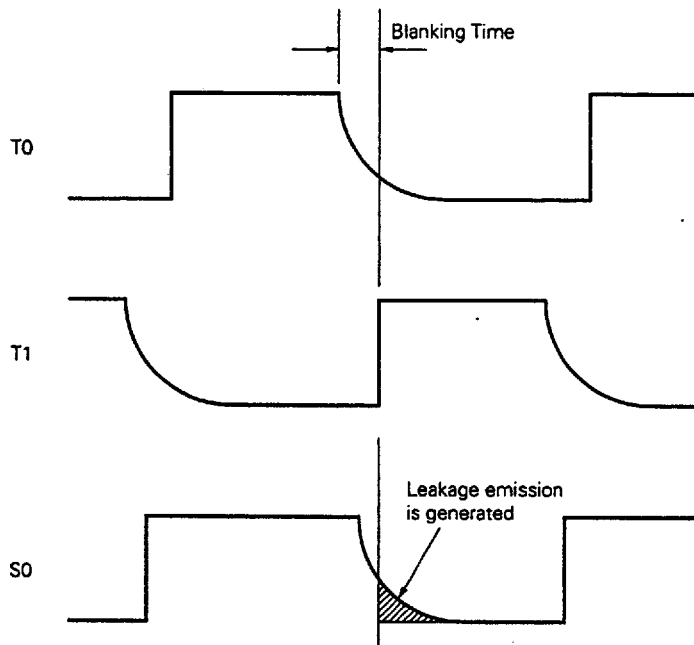 Blanking Time
T0
T1
Leakage emission
is generated
S0